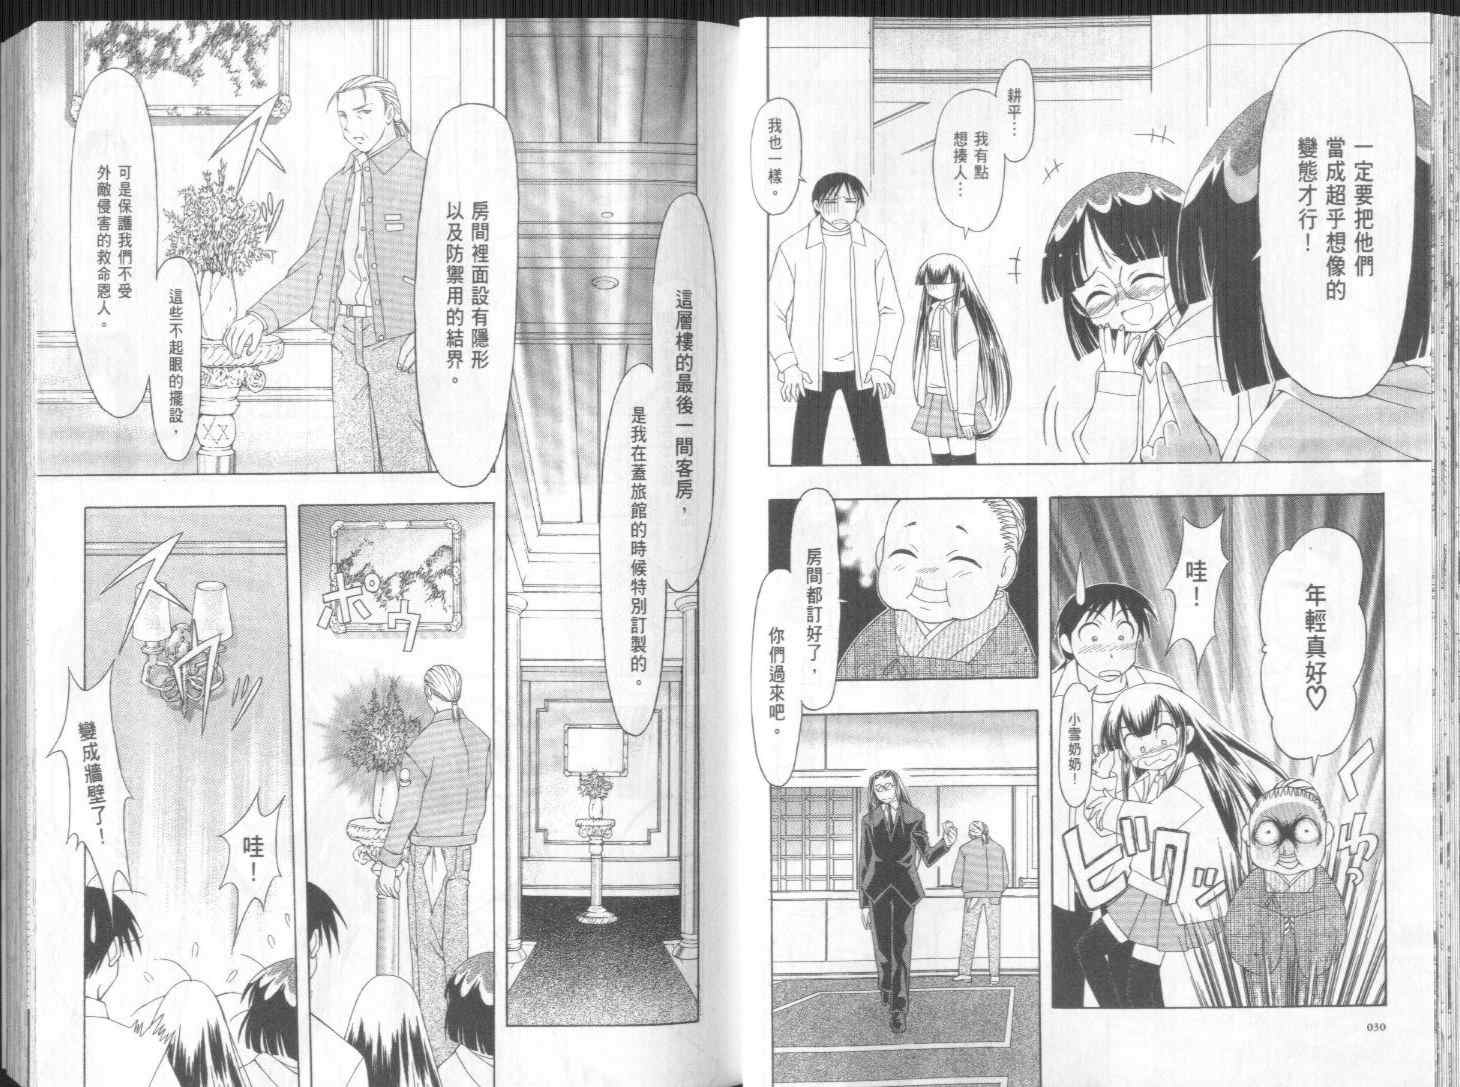 一定要把他們
當成超乎想像的
變態才行！
耕平…
我有點
想揍人…
我也一樣。
年輕真好♡
哇！
小雪奶奶！
ビクッ
房間都訂好了，
你們過來吧。
030
這層樓的最後一間客房，
是我在蓋旅館的時候特別訂製的。
房間裡面設有隱形
以及防禦用的結界。
這些不起眼的擺設，
可是保護我們不受
外敵侵害的救命恩人。
ポウ
哇！
變成牆壁了！